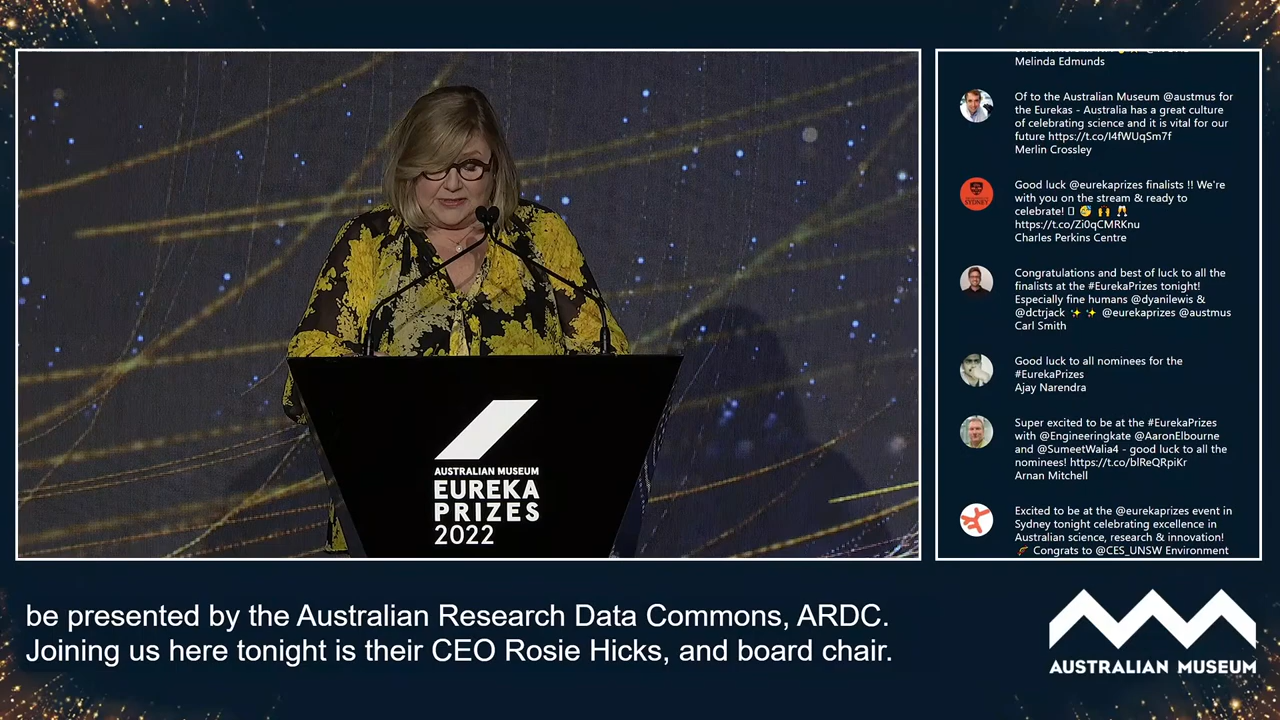 AUSTRALIAN MUSEUM
EUREKA
PRIZES
2022
Melinda Edmunds
Of to the Australian Museum @austmus for
the Eurekas - Australia has a great culture
of celebrating science and it is vital for our
future https://t.co/I4fWUqSm7f
Merlin Crossley
SYDNEY
Good luck @eurekaprizes finalists !! We're
with you on the stream & ready to
celebrate! 🥳 🙌 🥂
https://t.co/Zi0qCMRKnu
Charles Perkins Centre
Congratulations and best of luck to all the
finalists at the #EurekaPrizes tonight!
Especially fine humans @dyanilewis &
@dctrjack ✨ ✨ @eurekaprizes @austmus
Carl Smith
Good luck to all nominees for the
#EurekaPrizes
Ajay Narendra
Super excited to be at the #EurekaPrizes
with @Engineeringkate @AaronElbourne
and @SumeetWalia4 - good luck to all the
nominees! https://t.co/blReQRpiKr
Arnan Mitchell
Excited to be at the @eurekaprizes event in
Sydney tonight celebrating excellence in
Australian science, research & innovation!
Congrats to @CES_UNSW Environment
be presented by the Australian Research Data Commons, ARDC.
Joining us here tonight is their CEO Rosie Hicks, and board chair.
AUSTRALIAN MUSEUM